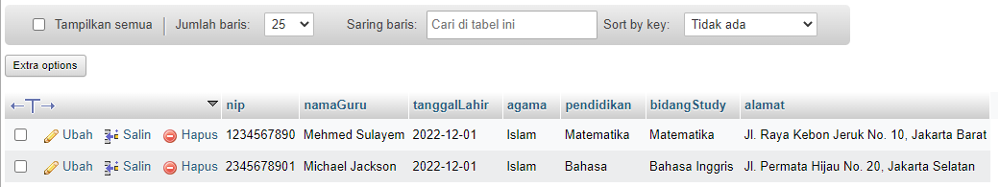 Tampilkan semua Jumlah baris: 25 Saring baris: Cari di tabel ini Sort by key: Tidak ada
Extra options
←T→ nip namaGuru tanggalLahir agama pendidikan bidangStudy alamat
Ubah Salin Hapus 1234567890 Mehmed Sulayem 2022-12-01 Islam Matematika Matematika Jl. Raya Kebon Jeruk No. 10, Jakarta Barat
Ubah Salin Hapus 2345678901 Michael Jackson 2022-12-01 Islam Bahasa Bahasa Inggris Jl. Permata Hijau No. 20, Jakarta Selatan